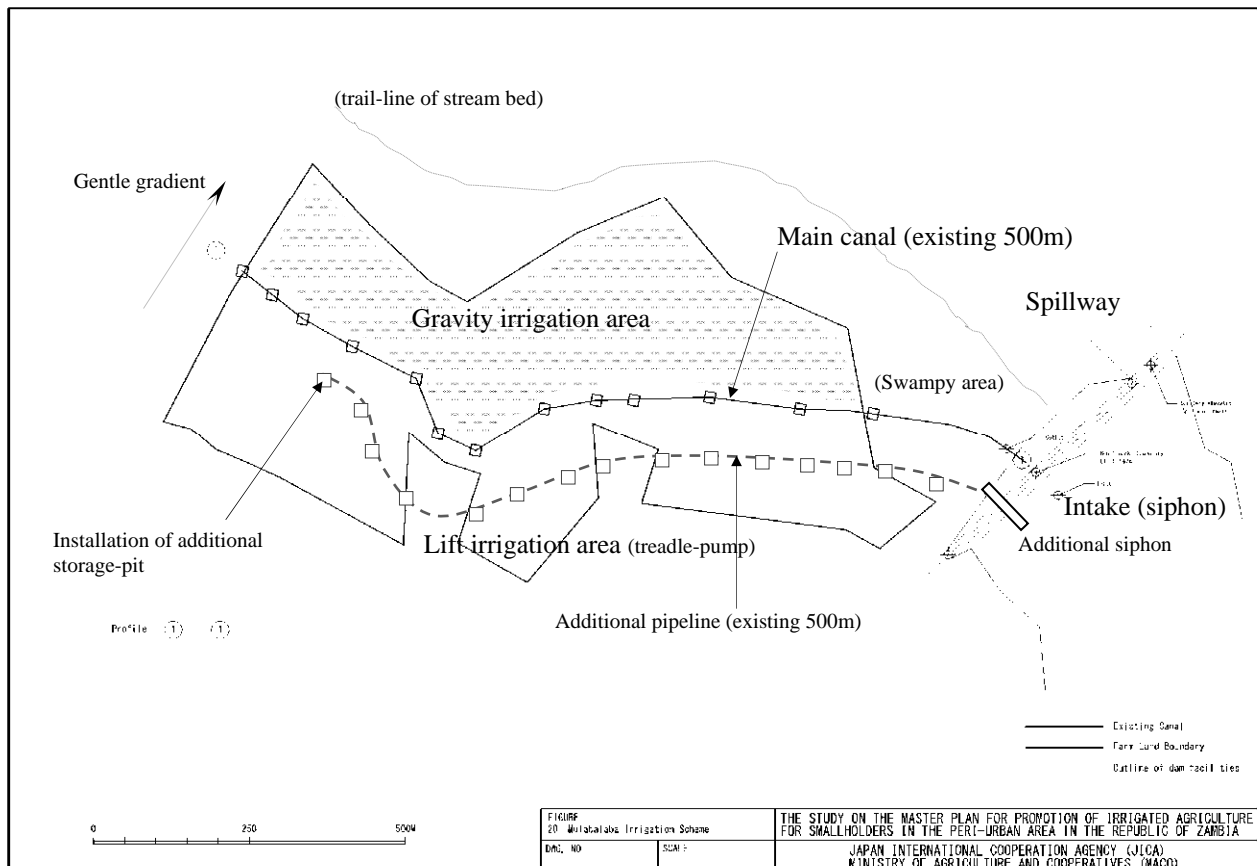 (trail-line of stream bed)
Gentle gradient
Main canal (existing 500m)
Spillway
Gravity irrigation area
(Swampy area)
Intake (siphon)
Additional siphon
Lift irrigation area (treadle-pump)
Installation of additional
storage-pit
Additional pipeline (existing 500m)
Profile 1 1
Existing Canal
Farm Land Boundary
Outline of dam facilities
0 250 500M
FIGURE
20 Mulabalaba Irrigation Scheme
DWG. NO
SCALE
THE STUDY ON THE MASTER PLAN FOR PROMOTION OF IRRIGATED AGRICULTURE
FOR SMALLHOLDERS IN THE PERI-URBAN AREA IN THE REPUBLIC OF ZAMBIA
JAPAN INTERNATIONAL COOPERATION AGENCY (JICA)
MINISTRY OF AGRICULTURE AND COOPERATIVES (MACO)